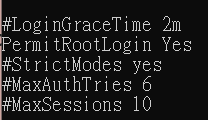 #LoginGraceTime 2m
PermitRootLogin Yes
#StrictModes yes
#MaxAuthTries 6
#MaxSessions 10